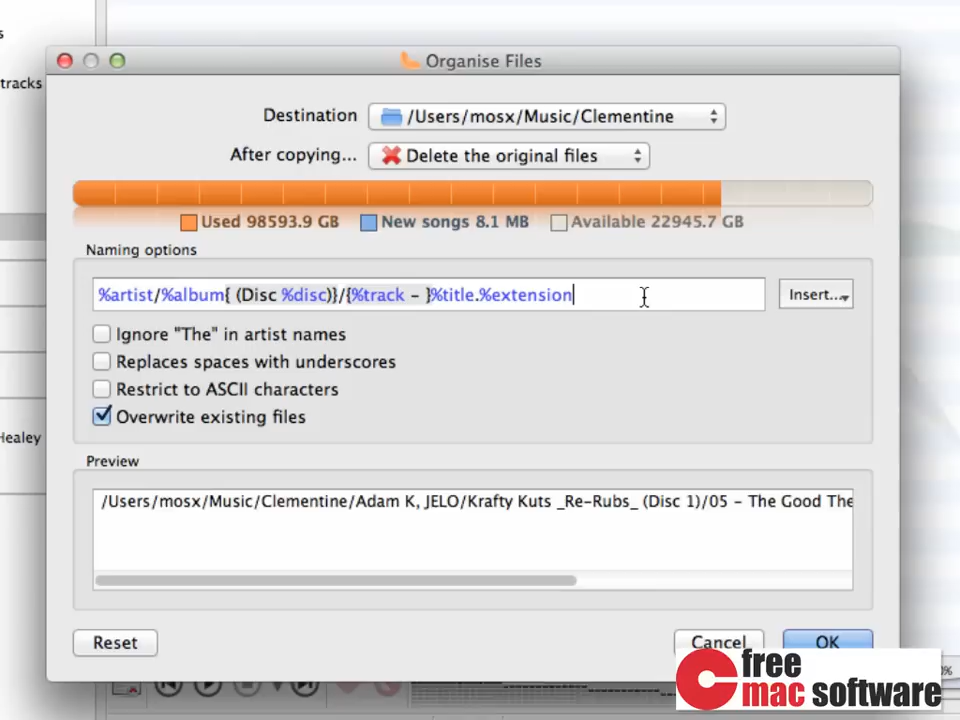 s
Organise Files
tracks
Destination /Users/mosx/Music/Clementine
After copying... Delete the original files
Used 98593.9 GB New songs 8.1 MB Available 22945.7 GB
Naming options
%artist/%album{ (Disc %disc)}/{%track - }%title.%extension Insert...
Ignore "The" in artist names
Replaces spaces with underscores
Restrict to ASCII characters
Overwrite existing files
Healey
Preview
/Users/mosx/Music/Clementine/Adam K, JELO/Krafty Kuts _Re-Rubs_ (Disc 1)/05 - The Good The
Reset Cancel OK
free
mac software
%